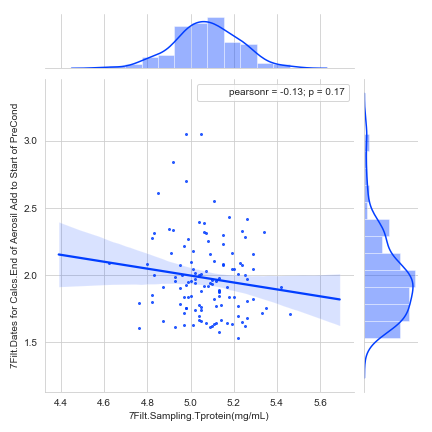 pearsonr = -0.13; p = 0.17
7Filt.Dates for Calcs.End of Aerosil Add to Start of PreCond
3.0
2.5
2.0
1.5
4.4 4.6 4.8 5.0 5.2 5.4 5.6
7Filt.Sampling.Tprotein(mg/mL)